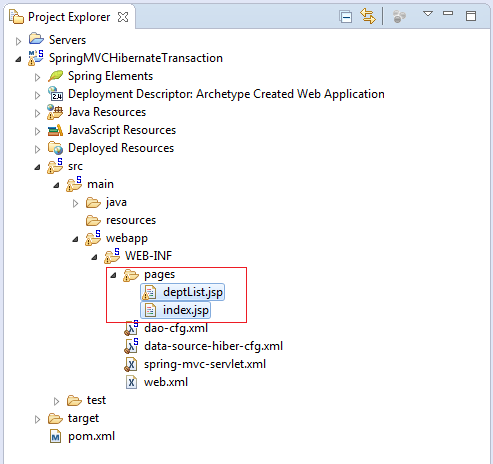 Project Explorer
Servers
SpringMVCHibernateTransaction
Spring Elements
Deployment Descriptor: Archetype Created Web Application
Java Resources
JavaScript Resources
Deployed Resources
src
main
java
resources
webapp
WEB-INF
pages
deptList.jsp
index.jsp
dao-cfg.xml
data-source-hiber-cfg.xml
spring-mvc-servlet.xml
web.xml
test
target
pom.xml